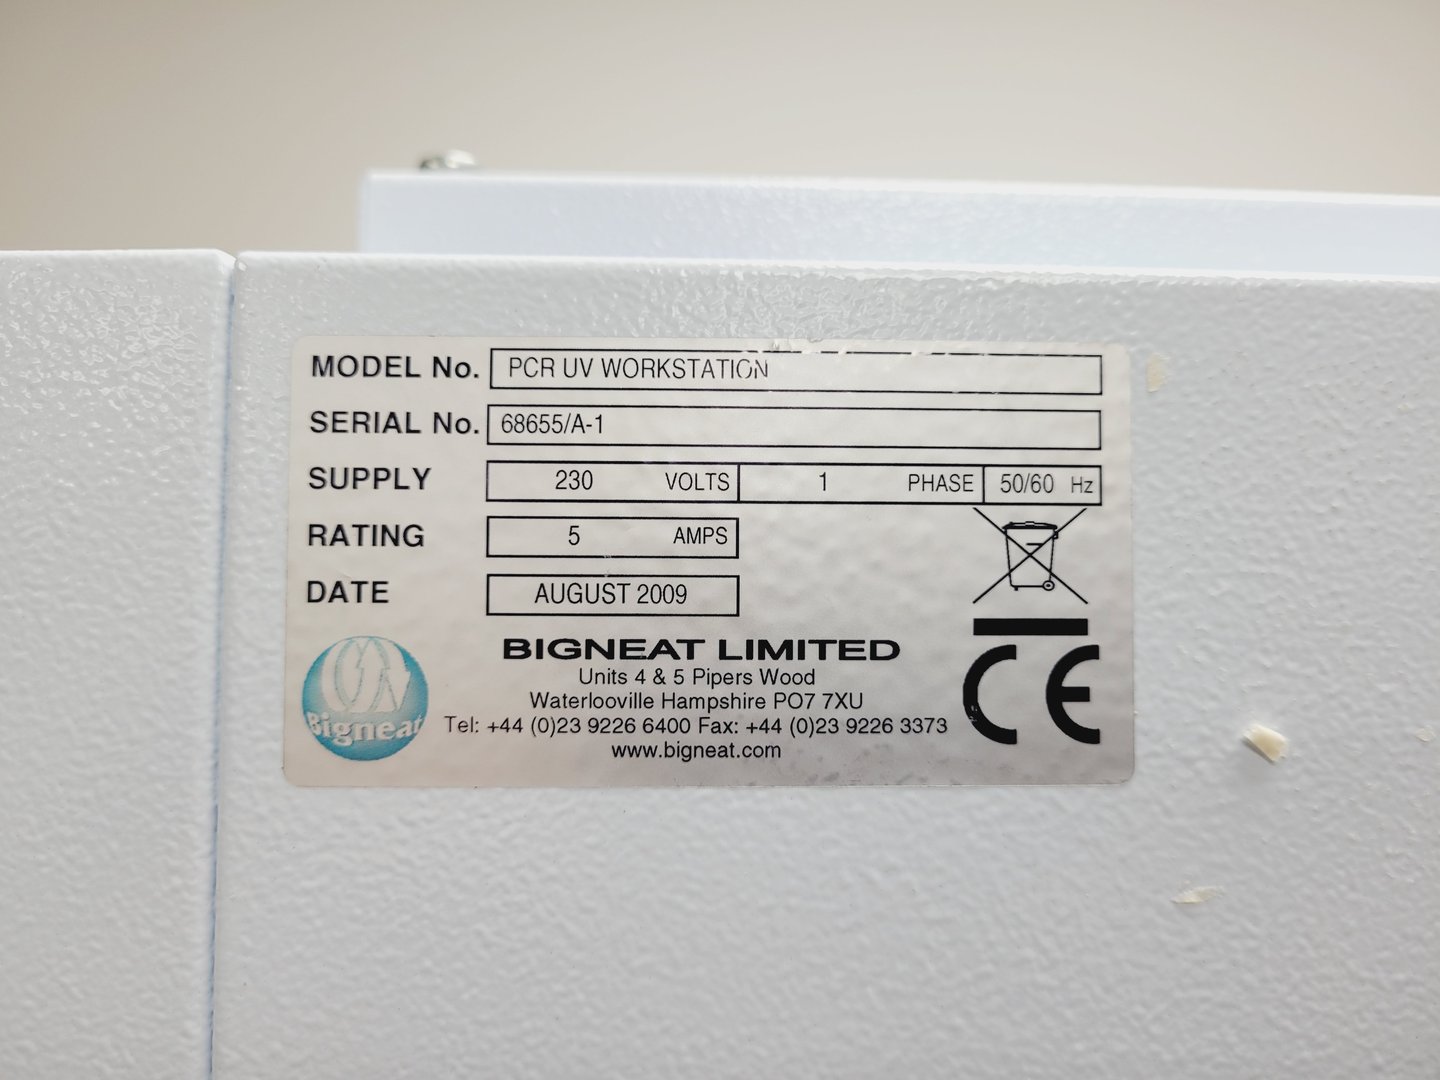 MODEL No. PCR UV WORKSTATION
SERIAL No. 68655/A-1
SUPPLY 230 VOLTS 1 PHASE 50/60 Hz
RATING 5 AMPS
DATE AUGUST 2009
BIGNEAT LIMITED
Units 4 & 5 Pipers Wood
Waterlooville Hampshire PO7 7XU
Tel: +44 (0)23 9226 6400 Fax: +44 (0)23 9226 3373
www.bigneat.com
Bigneat
CE